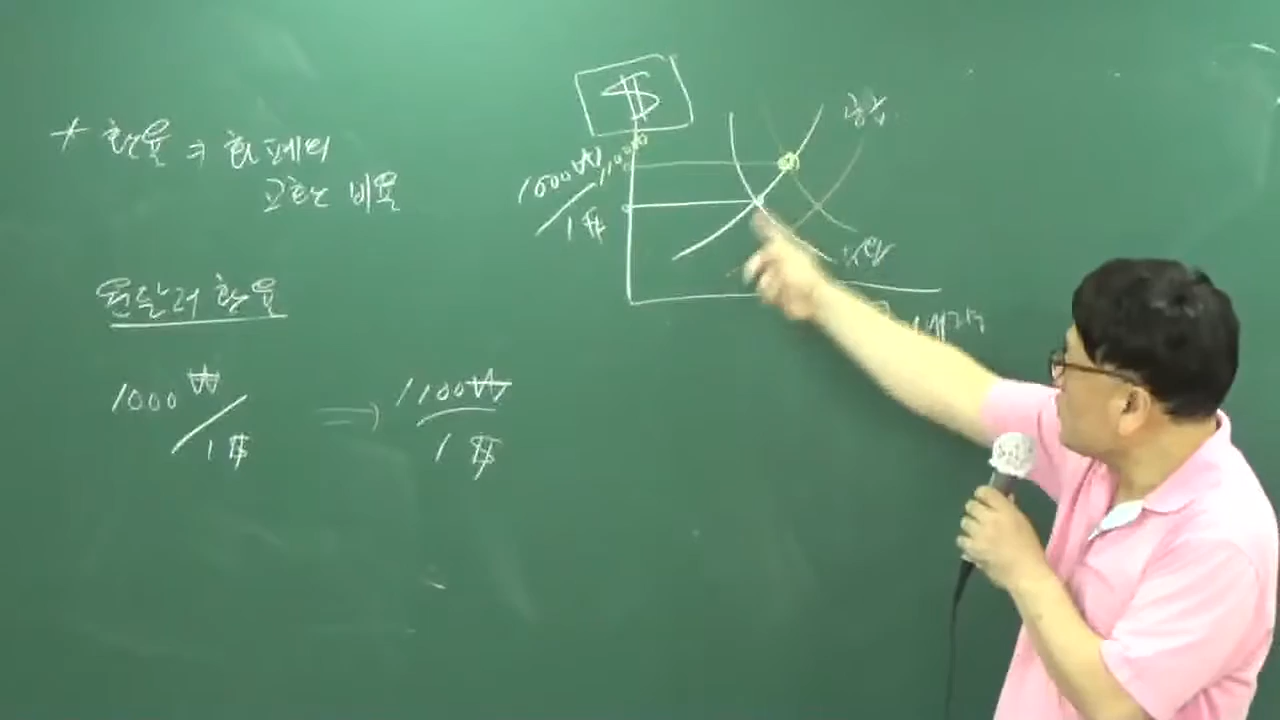 * 환율 ⇒ 화폐의
교환 비율
원달러 환율
1000₩/1$ ⇒ 1100₩/1$
$
1000₩/1$
1100
공급
수요